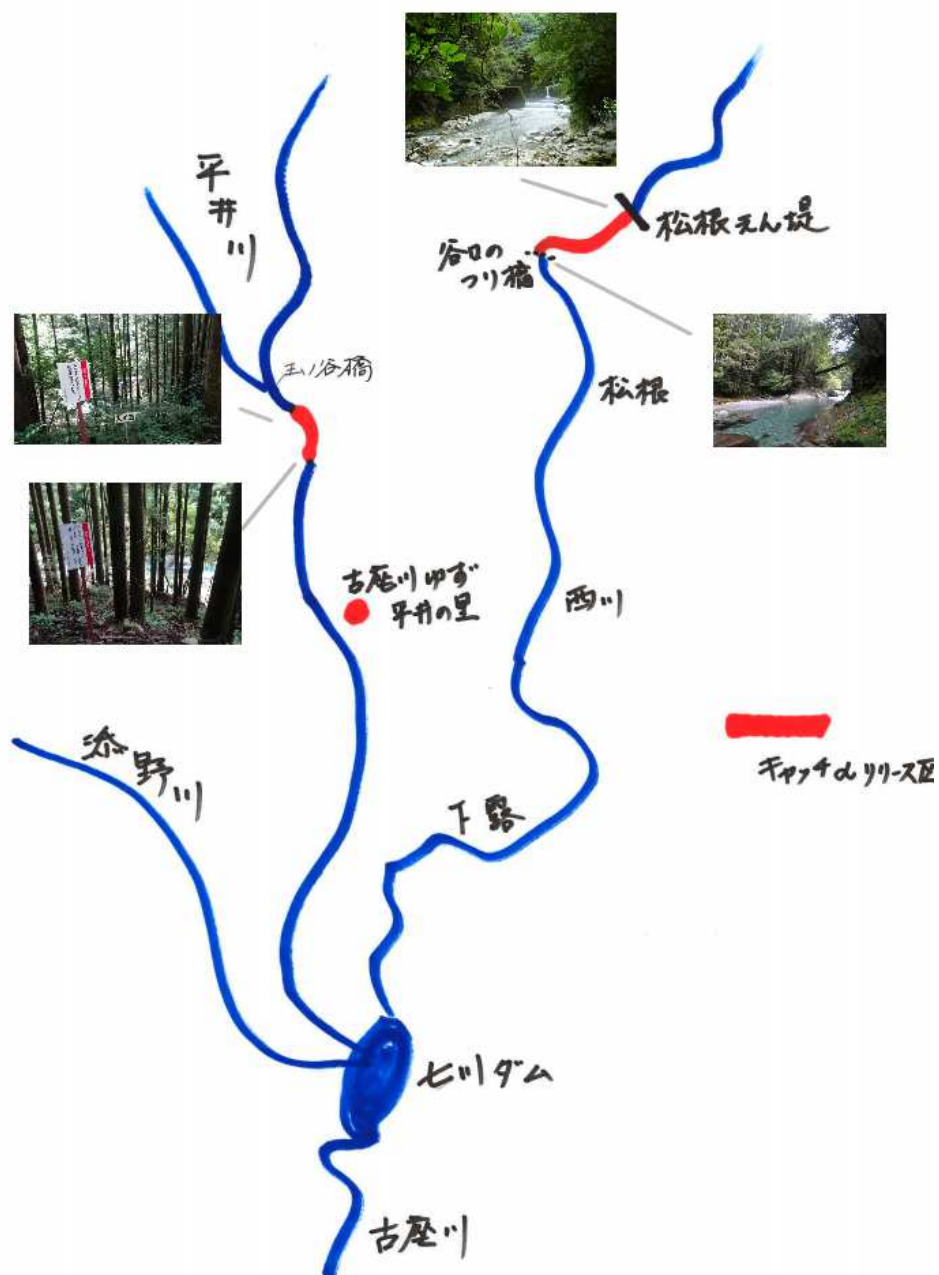 平井川
松根えん堤
谷口の
つり橋
玉ノ谷橋
松根
古座川ゆず
平井の里
西川
添野川
キャッチ&リリース区
下露
七川ダム
古座川